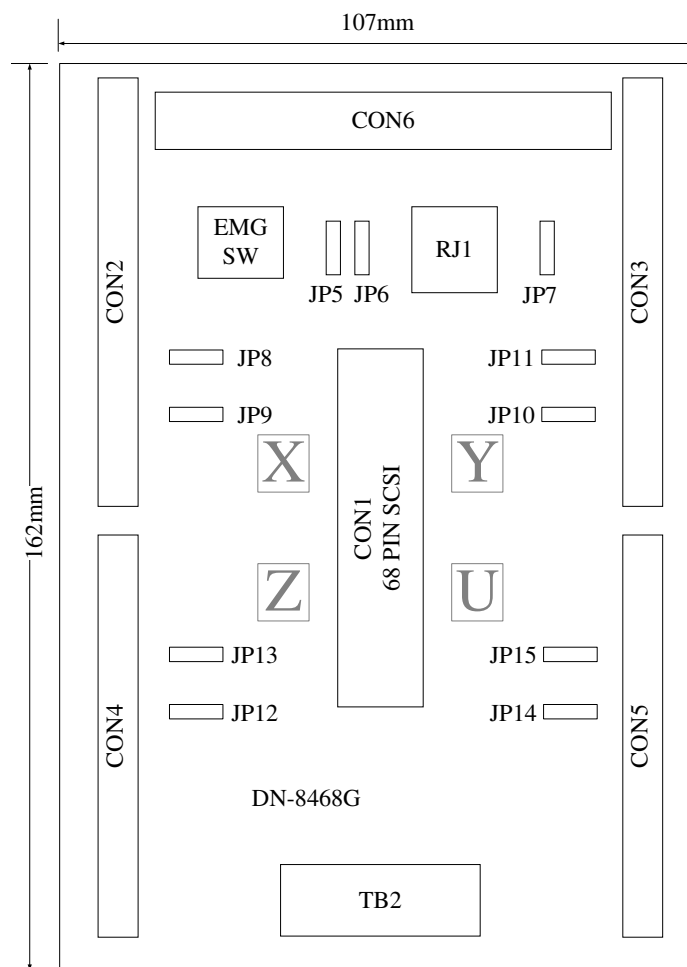 107mm
CON6
EMG
SW
RJ1
JP5
JP6
JP7
CON2
CON3
JP8
JP11
JP9
JP10
X
Y
CON1
68 PIN SCSI
162mm
Z
U
JP13
JP15
JP12
JP14
CON4
CON5
DN-8468G
TB2